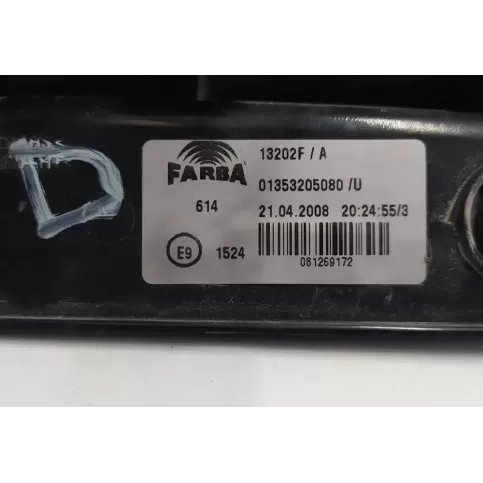 D
FARBA
13202F / A
01353205080 /U
614
21.04.2008 20:24:55/3
E9
1524
081269172